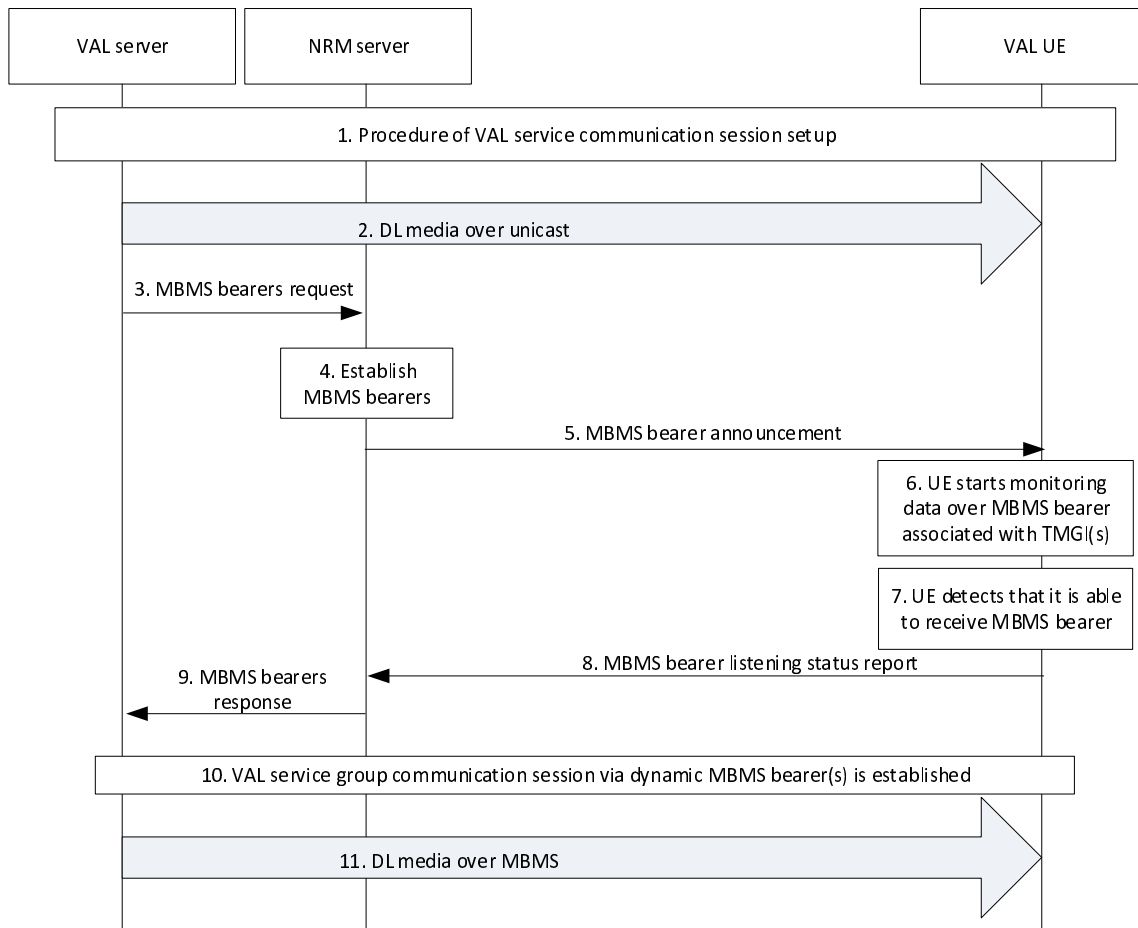 VAL server
NRM server
VAL UE
1. Procedure of VAL service communication session setup
2. DL media over unicast
3. MBMS bearers request
4. Establish
MBMS bearers
5. MBMS bearer announcement
6. UE starts monitoring
data over MBMS bearer
associated with TMGI(s)
7. UE detects that it is able
to receive MBMS bearer
8. MBMS bearer listening status report
9. MBMS bearers
response
10. VAL service group communication session via dynamic MBMS bearer(s) is established
11. DL media over MBMS